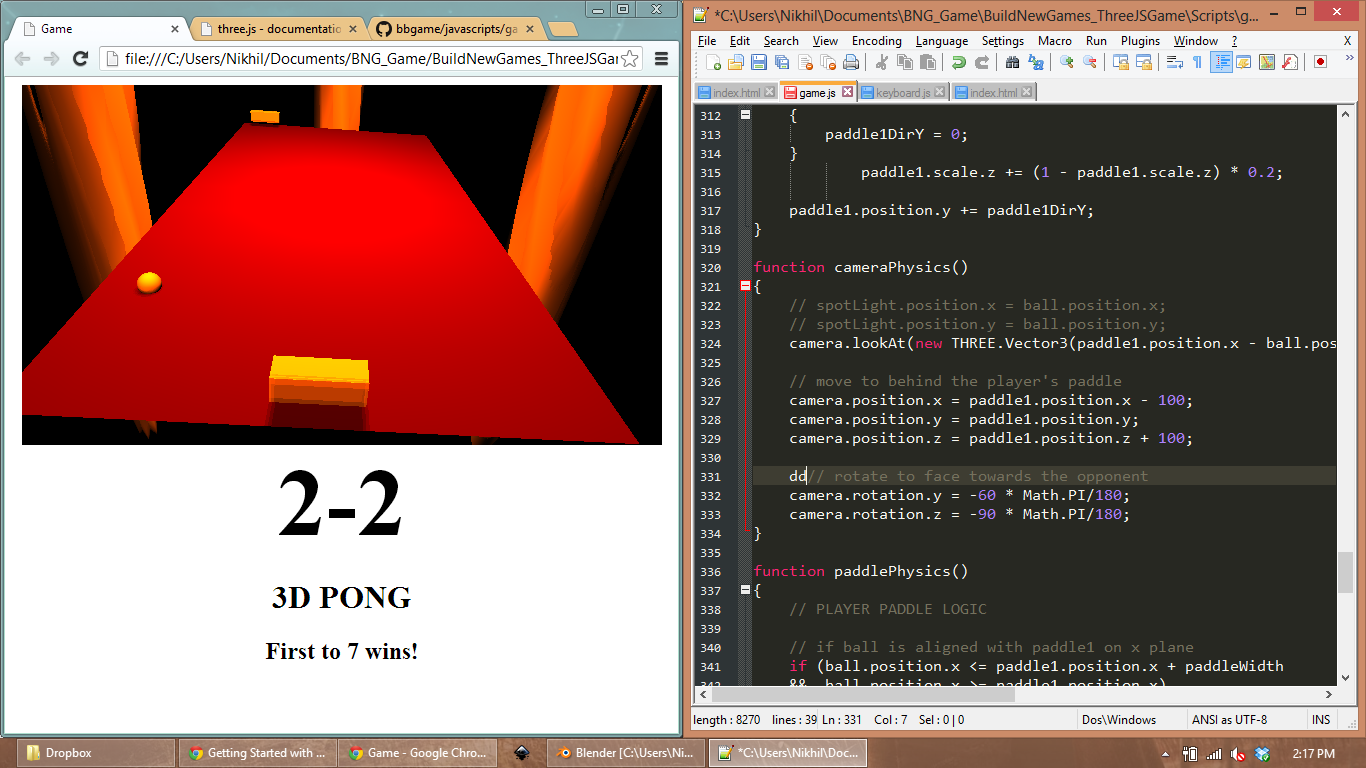 Game
three.js - documentatio
bbgame/javascripts/ga
file:///C:/Users/Nikhil/Documents/BNG_Game/BuildNewGames_ThreeJSGar
2-2
3D PONG
First to 7 wins!
*C:\Users\Nikhil\Documents\BNG_Game\BuildNewGames_ThreeJSGame\Scripts\g...
File Edit Search View Encoding Language Settings Macro Run Plugins Window ? X
index.html game.js keyboard.js index.html
312 {
313 paddle1DirY = 0;
314 }
315 paddle1.scale.z += (1 - paddle1.scale.z) * 0.2;
316
317 paddle1.position.y += paddle1DirY;
318 }
319
320 function cameraPhysics()
321 {
322 // spotLight.position.x = ball.position.x;
323 // spotLight.position.y = ball.position.y;
324 camera.lookAt(new THREE.Vector3(paddle1.position.x - ball.pos
325
326 // move to behind the player's paddle
327 camera.position.x = paddle1.position.x - 100;
328 camera.position.y = paddle1.position.y;
329 camera.position.z = paddle1.position.z + 100;
330
331 dd// rotate to face towards the opponent
332 camera.rotation.y = -60 * Math.PI/180;
333 camera.rotation.z = -90 * Math.PI/180;
334 }
335
336 function paddlePhysics()
337 {
338 // PLAYER PADDLE LOGIC
339
340 // if ball is aligned with paddle1 on x plane
341 if (ball.position.x <= paddle1.position.x + paddleWidth
342 && ball.position.x >= paddle1.position.x)
length : 8270 lines : 39 Ln : 331 Col : 7 Sel : 0 | 0 Dos\Windows ANSI as UTF-8 INS
Dropbox Getting Started with ... Game - Google Chro... Blender [C:\Users\Ni... *C:\Users\Nikhil\Doc... 2:17 PM